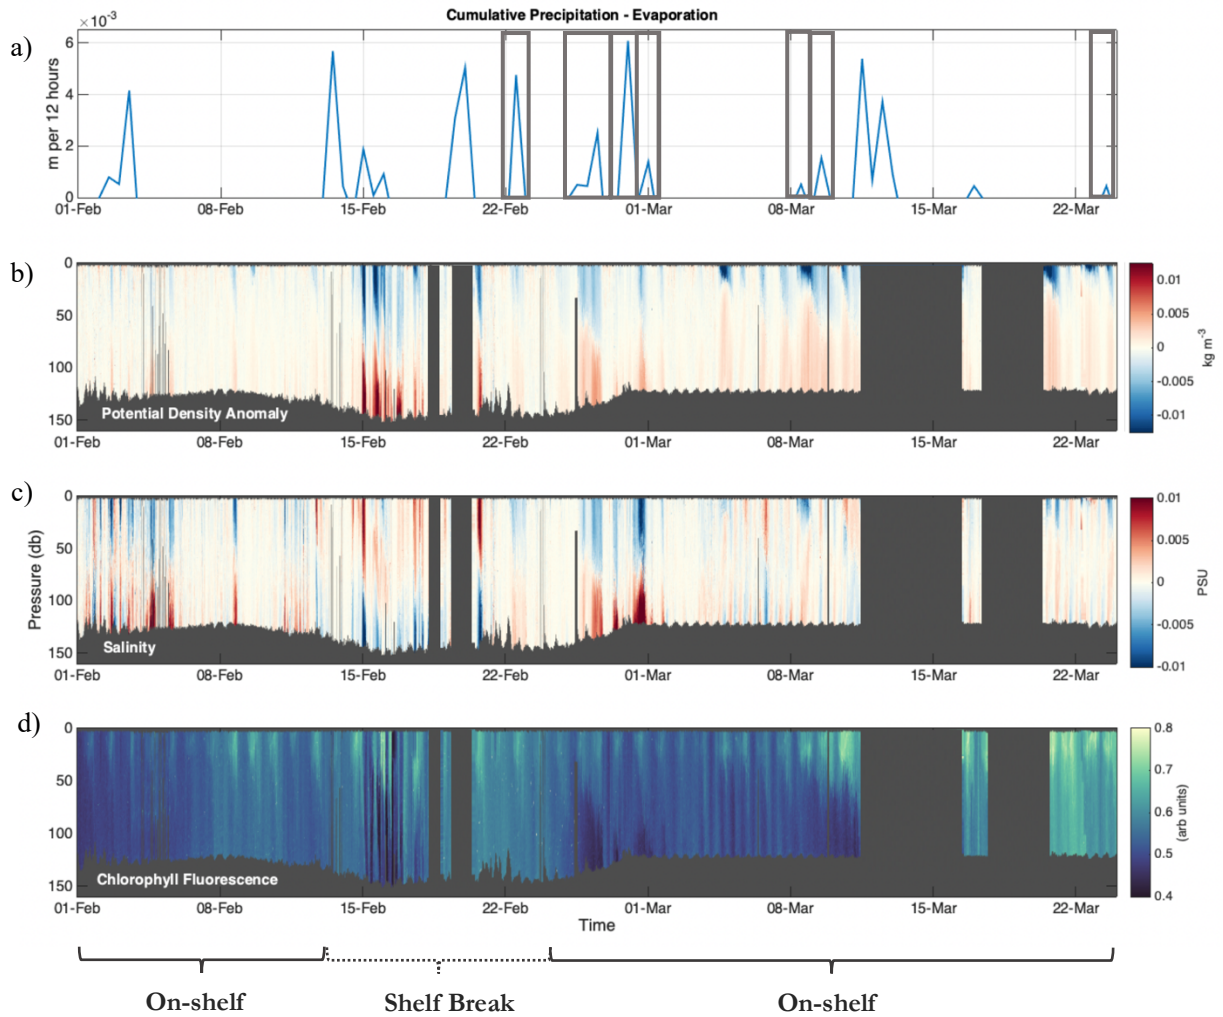 Cumulative Precipitation - Evaporation
×10⁻³
a)
m per 12 hours
6
4
2
0
01-Feb 08-Feb 15-Feb 22-Feb 01-Mar 08-Mar 15-Mar 22-Mar
b)
0
50
100
150
Potential Density Anomaly
01-Feb 08-Feb 15-Feb 22-Feb 01-Mar 08-Mar 15-Mar 22-Mar
0.01
0.005
0
-0.005
-0.01
kg m⁻³
c)
Pressure (db)
0
50
100
150
Salinity
01-Feb 08-Feb 15-Feb 22-Feb 01-Mar 08-Mar 15-Mar 22-Mar
0.01
0.005
0
-0.005
-0.01
PSU
d)
0
50
100
150
Chlorophyll Fluorescence
01-Feb 08-Feb 15-Feb 22-Feb 01-Mar 08-Mar 15-Mar 22-Mar
Time
0.8
0.7
0.6
0.5
0.4
(arb units)
On-shelf Shelf Break On-shelf